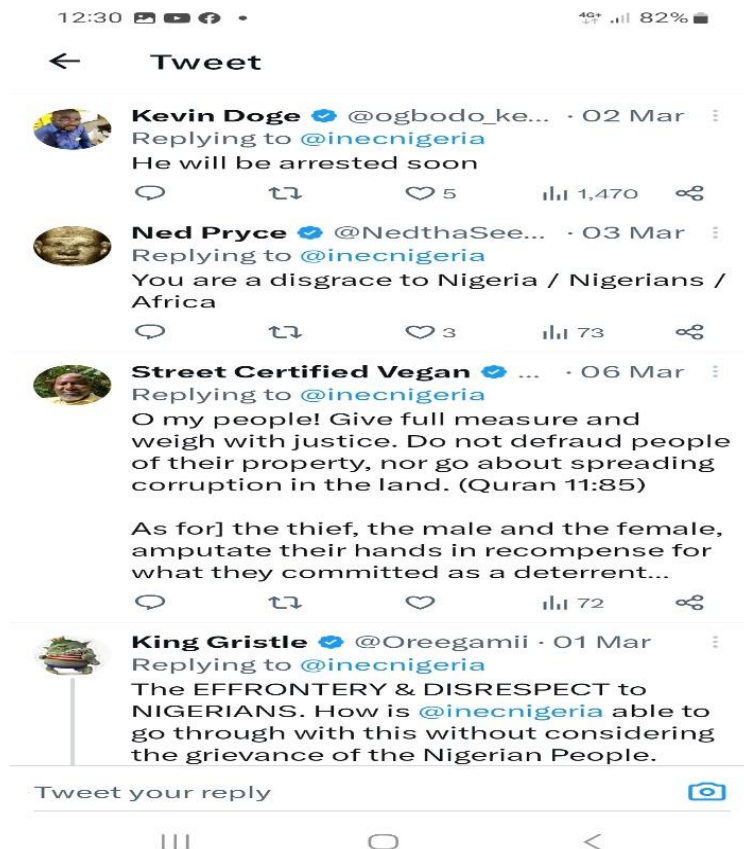 12:30
4G+ 82%
Tweet
Kevin Doge @ogbodo_ke... · 02 Mar
Replying to @inecnigeria
He will be arrested soon
5 1,470
Ned Pryce @NedthaSee... · 03 Mar
Replying to @inecnigeria
You are a disgrace to Nigeria / Nigerians /
Africa
3 73
Street Certified Vegan ... · 06 Mar
Replying to @inecnigeria
O my people! Give full measure and
weigh with justice. Do not defraud people
of their property, nor go about spreading
corruption in the land. (Quran 11:85)
As for] the thief, the male and the female,
amputate their hands in recompense for
what they committed as a deterrent...
72
King Gristle @Oreegamii · 01 Mar
Replying to @inecnigeria
The EFFRONTERY & DISRESPECT to
NIGERIANS. How is @inecnigeria able to
go through with this without considering
the grievance of the Nigerian People.
Tweet your reply